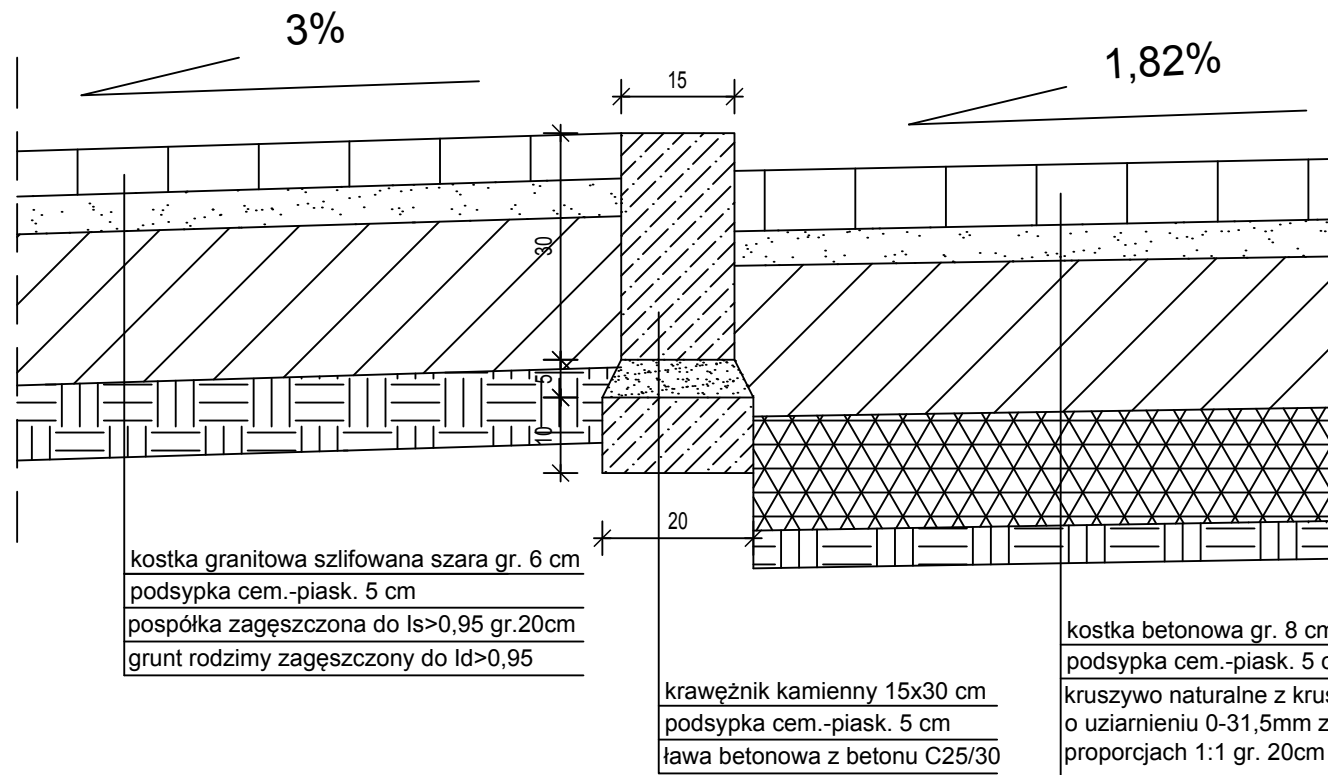 3%
1,82%
15
30
5
10
20
kostka granitowa szlifowana szara gr. 6 cm
podsypka cem.-piask. 5 cm
pospółka zagęszczona do Is>0,95 gr.20cm
grunt rodzimy zagęszczony do Id>0,95
krawężnik kamienny 15x30 cm
podsypka cem.-piask. 5 cm
ława betonowa z betonu C25/30
kostka betonowa gr. 8 cm
podsypka cem.-piask. 5
kruszywo naturalne z
o uziarnieniu 0-31,5mm
proporcjach 1:1 gr. 20cm